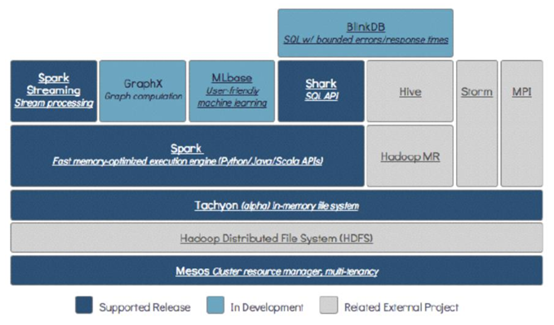 BlinkDB
SQL w/ bounded errors/response times
Spark
Streaming
Stream processing
GraphX
Graph computation
MLbase
User-friendly
machine learning
Shark
SQL API
Hive
Storm
MPI
Spark
Fast memory-optimized execution engine (Python/Java/Scala APIs)
Hadoop MR
Tachyon (alpha) in-memory file system
Hadoop Distributed File System (HDFS)
Mesos Cluster resource manager, multi-tenancy
Supported Release
In Development
Related External Project